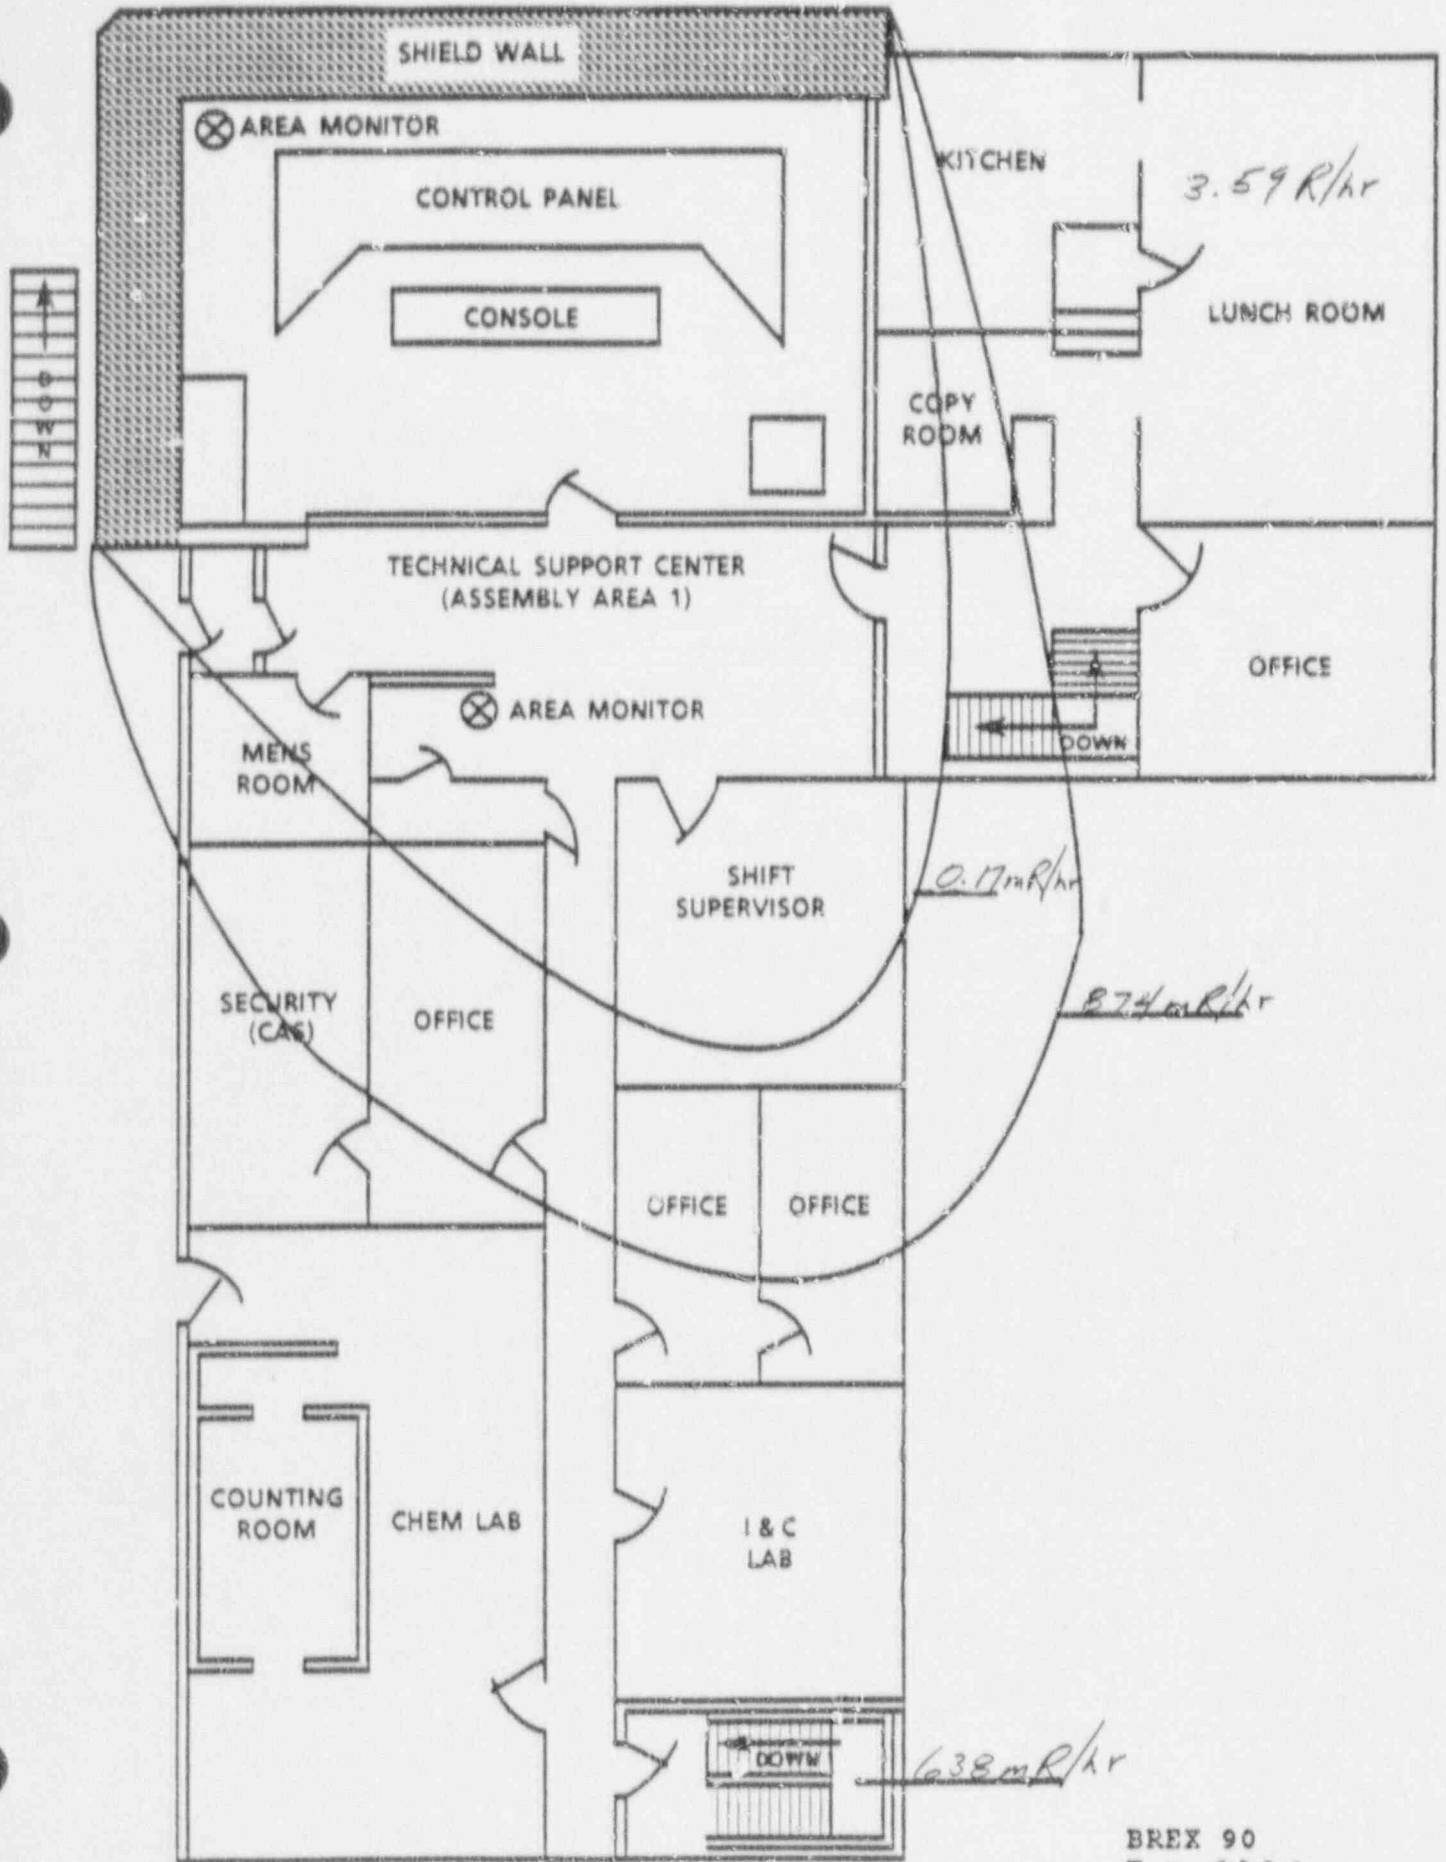 SHIELD WALL
AREA MONITOR
CONTROL PANEL
CONSOLE
KITCHEN
3.59 R/hr
LUNCH ROOM
DOWN
COPY
ROOM
TECHNICAL SUPPORT CENTER
(ASSEMBLY AREA 1)
AREA MONITOR
OFFICE
DOWN
MENS
ROOM
SHIFT
SUPERVISOR
0.17mR/hr
SECURITY
(CAS)
OFFICE
874 mR/hr
OFFICE
OFFICE
COUNTING
ROOM
CHEM LAB
I & C
LAB
DOWN
638 mR/hr
BREX 90